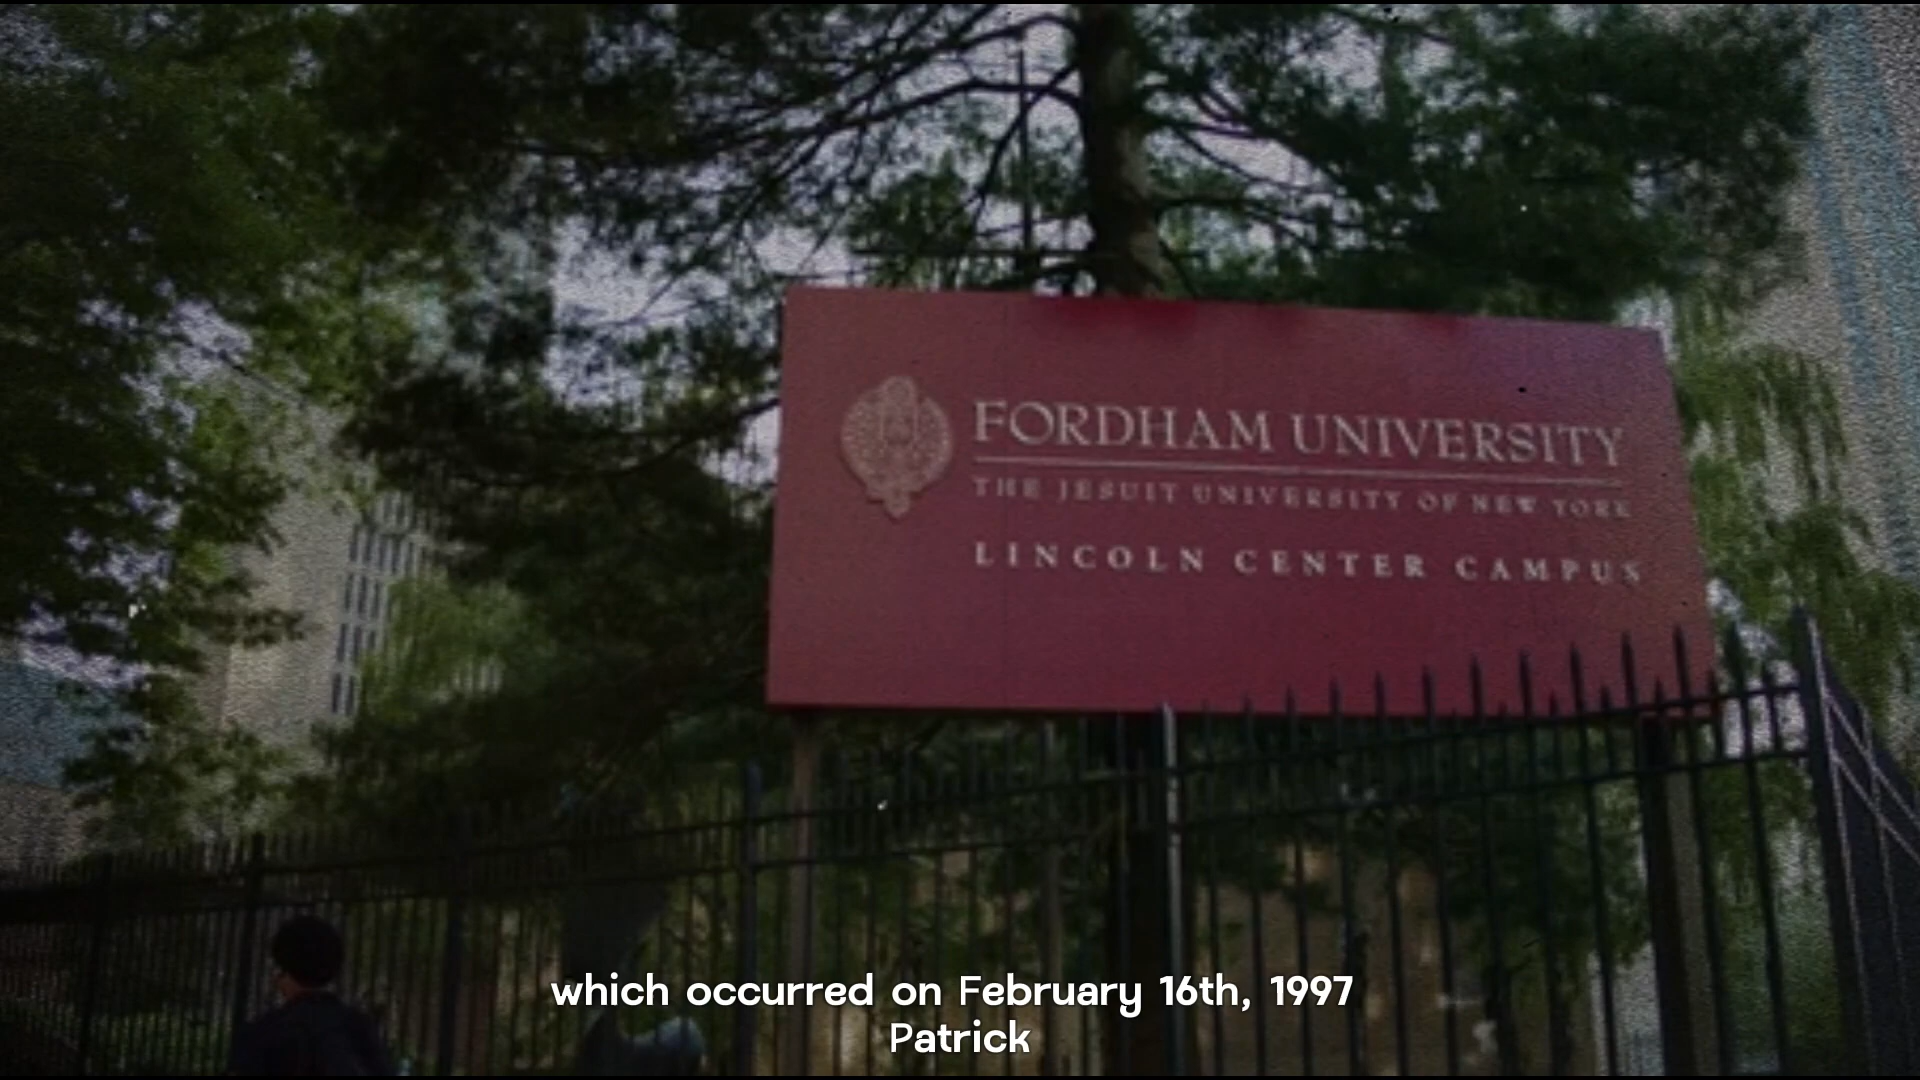 FORDHAM UNIVERSITY
THE JESUIT UNIVERSITY OF NEW YORK
LINCOLN CENTER CAMPUS
which occurred on February 16th, 1997
Patrick